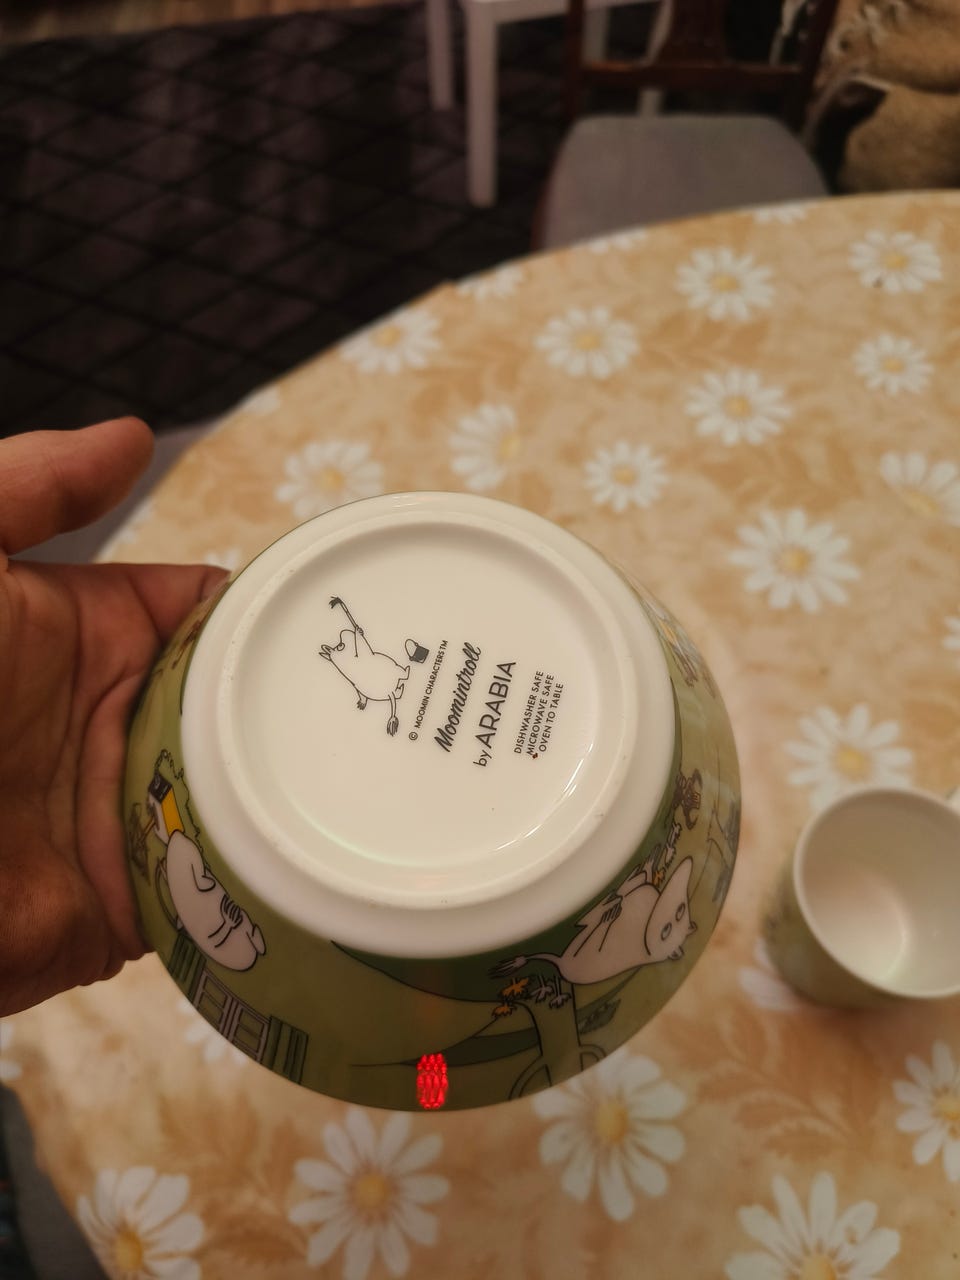 © MOOMIN CHARACTERS™
Moomintroll
by ARABIA
DISHWASHER SAFE
MICROWAVE SAFE
OVEN TO TABLE